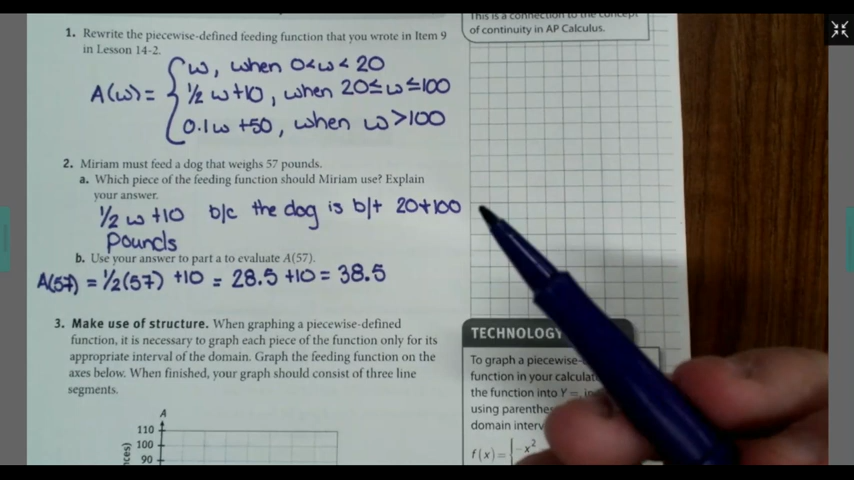 This is a connection to the concept
of continuity in AP Calculus.
1. Rewrite the piecewise-defined feeding function that you wrote in Item 9
in Lesson 14-2.
A(w) = { w, when 0<w<20
1/2 w+10, when 20≤w≤100
0.1w +50, when w>100
2. Miriam must feed a dog that weighs 57 pounds.
a. Which piece of the feeding function should Miriam use? Explain
your answer.
1/2 w+10 b/c the dog is b/t 20+100
pounds
b. Use your answer to part a to evaluate A(57).
A(57) = 1/2(57) +10 = 28.5 +10 = 38.5
3. Make use of structure. When graphing a piecewise-defined
function, it is necessary to graph each piece of the function only for its
appropriate interval of the domain. Graph the feeding function on the
axes below. When finished, your graph should consist of three line
segments.
A
110
100
90
TECHNOLOGY
To graph a piecewise-
function in your calculat
the function into Y=, in
using parenthe
domain interv
f(x) = { -x²